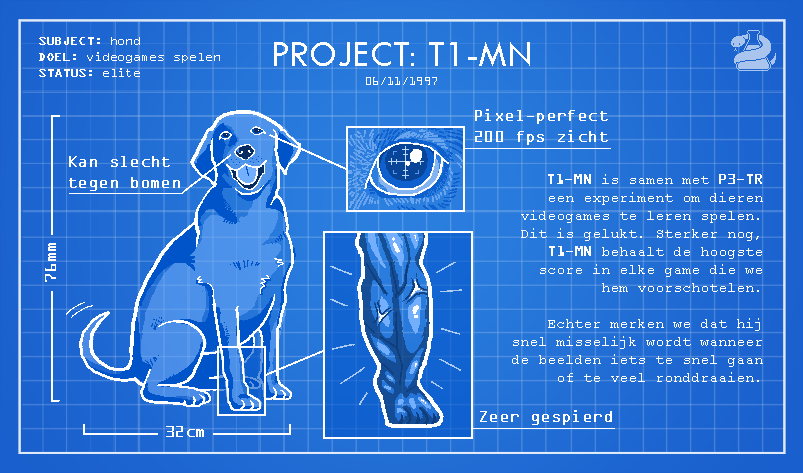 SUBJECT: hond
DOEL: videogames spelen
STATUS: elite
PROJECT: T1-MN
06/11/1997
Pixel-perfect
200 fps zicht
Kan slecht
tegen bomen
T1-MN is samen met P3-TR
een experiment om dieren
videogames te leren spelen.
Dit is gelukt. Sterker nog,
T1-MN behaalt de hoogste
score in elke game die we
hem voorschotelen.
76mm
Echter merken we dat hij
snel misselijk wordt wanneer
de beelden iets te snel gaan
of te veel ronddraaien.
Zeer gespierd
32cm